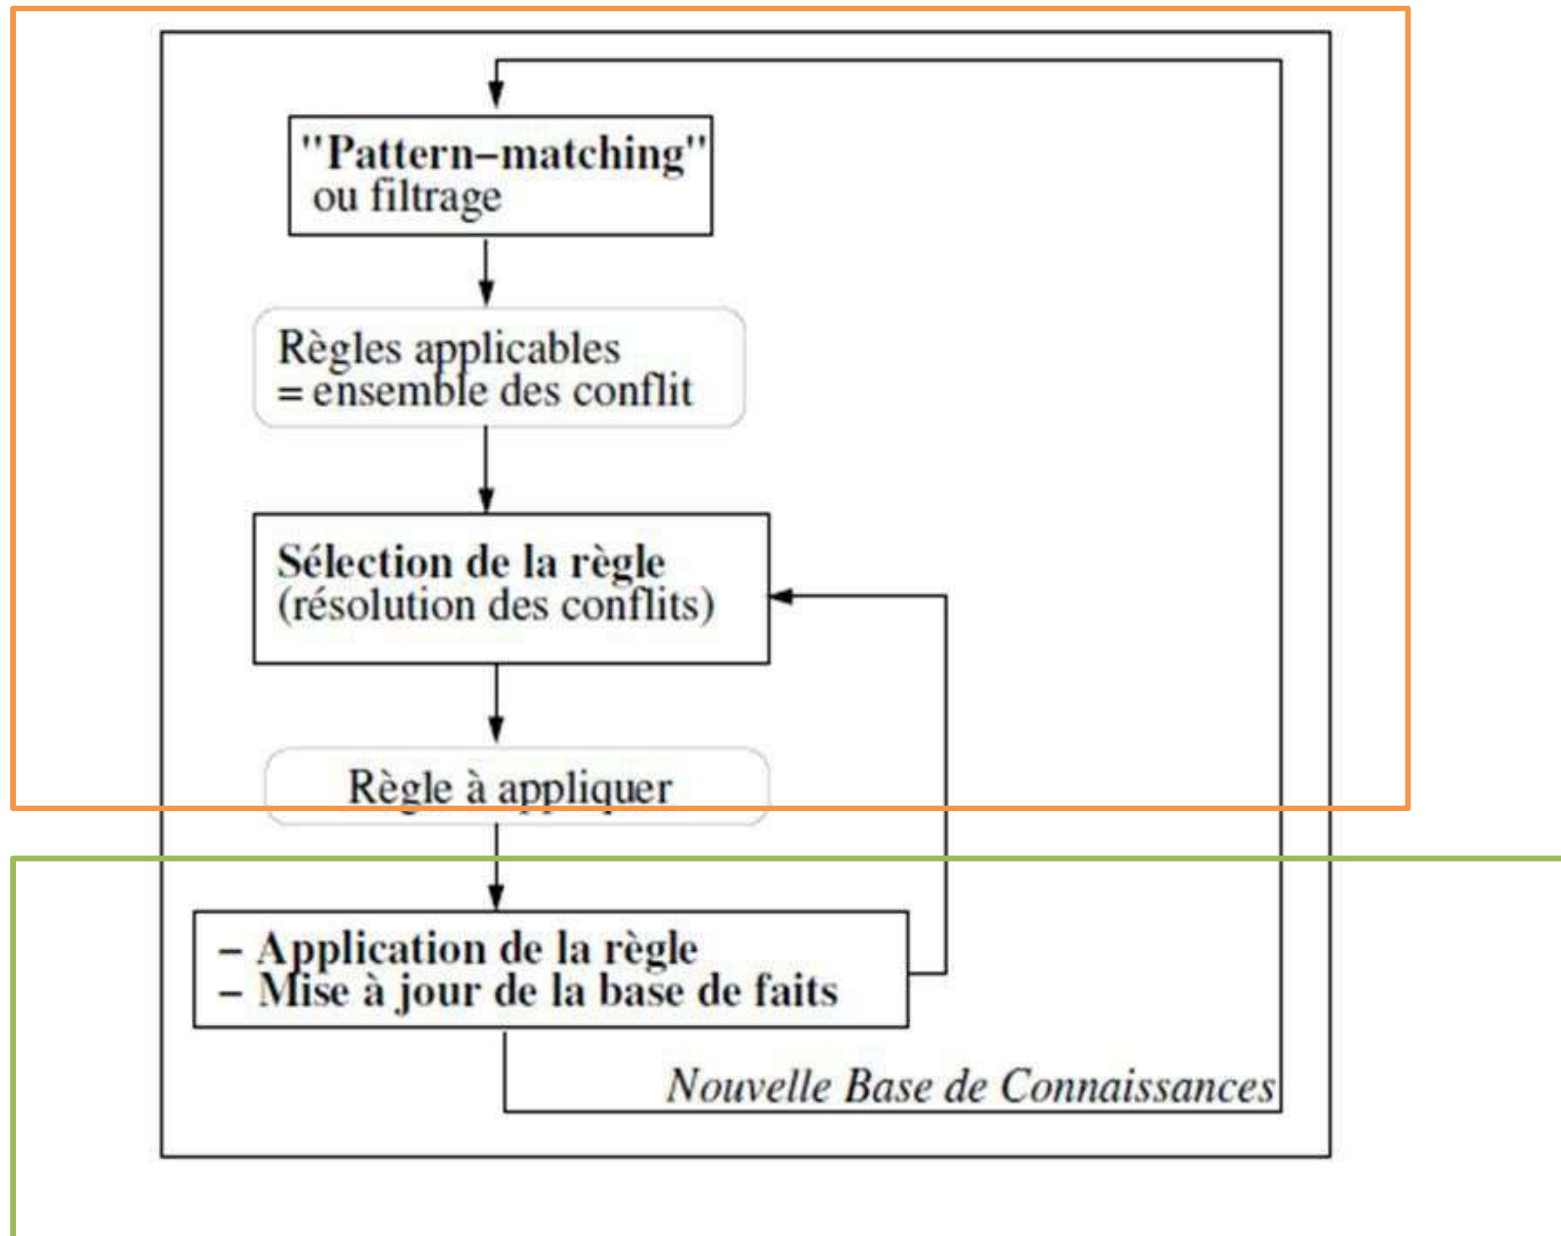 "Pattern–matching"
ou filtrage
Règles applicables
= ensemble des conflit
Sélection de la règle
(résolution des conflits)
Règle à appliquer
– Application de la règle
– Mise à jour de la base de faits
Nouvelle Base de Connaissances